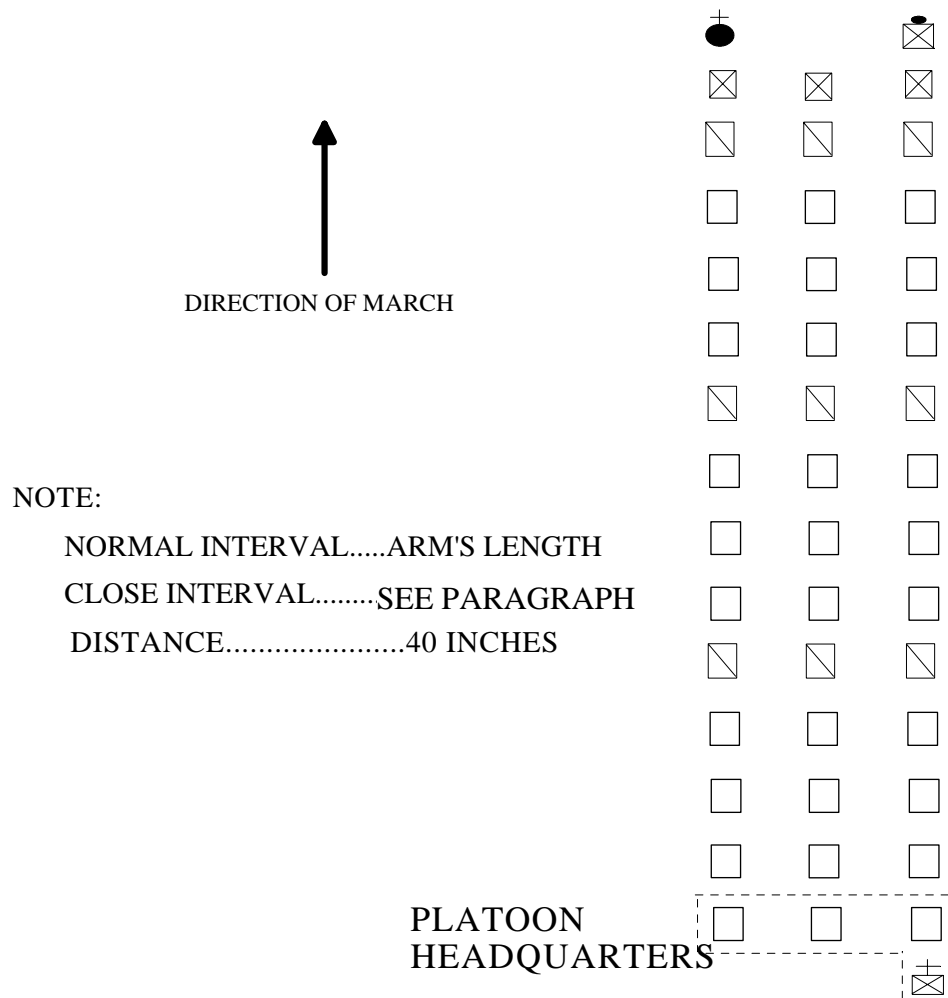 DIRECTION OF MARCH
NOTE:
NORMAL INTERVAL.....ARM'S LENGTH
CLOSE INTERVAL........SEE PARAGRAPH
DISTANCE......................40 INCHES
PLATOON
HEADQUARTERS